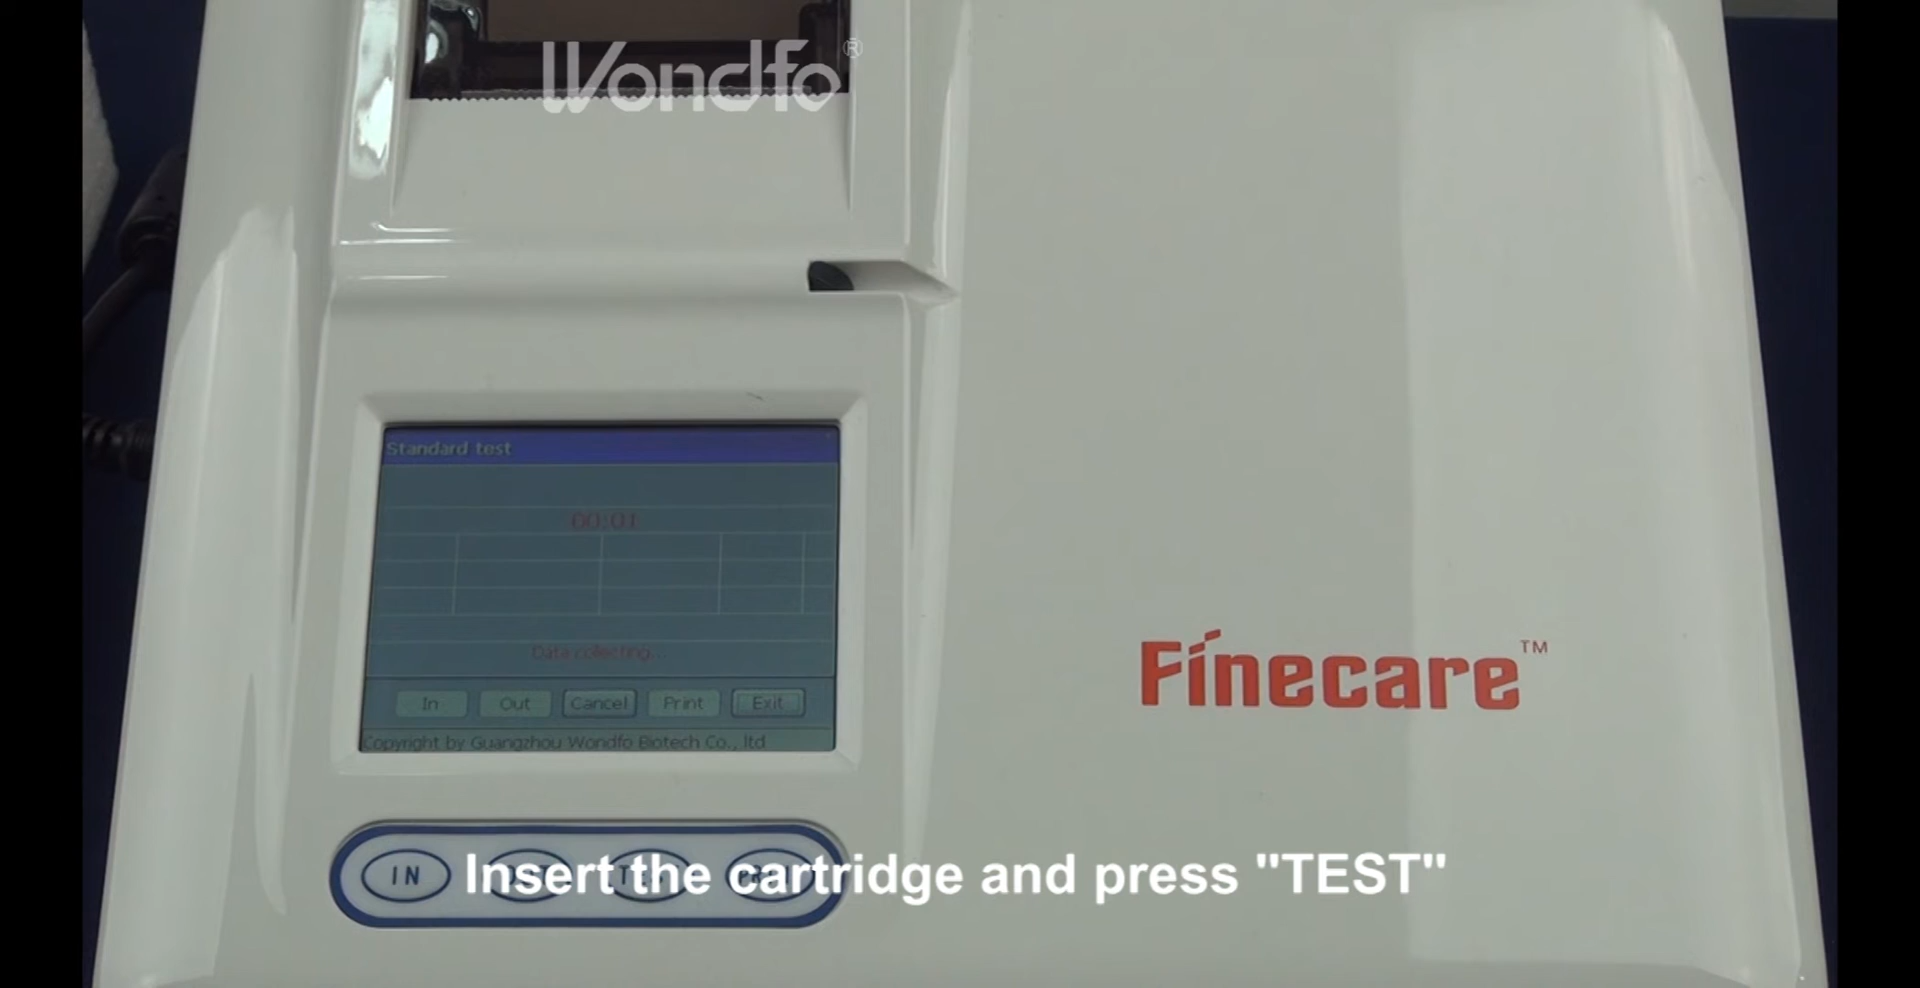 Wondfo®
Standard test
00:01
Data collecting...
In Out Cancel Print Exit
Copyright by Guangzhou Wondfo Biotech Co., ltd
Finecare™
IN
Insert the cartridge and press "TEST"